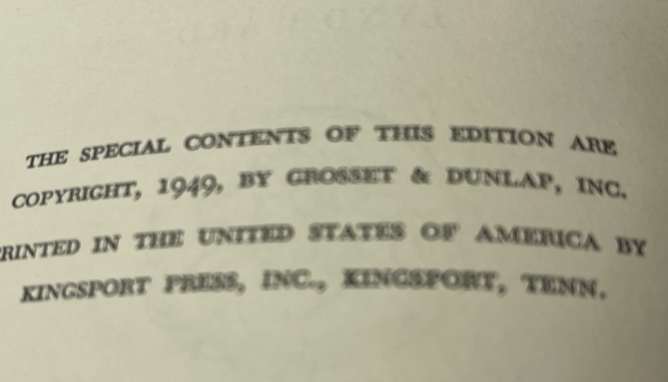 THE SPECIAL CONTENTS OF THIS EDITION ARE
COPYRIGHT, 1949, BY GROSSET & DUNLAP, INC.
PRINTED IN THE UNITED STATES OF AMERICA BY
KINGSPORT PRESS, INC., KINGSPORT, TENN.